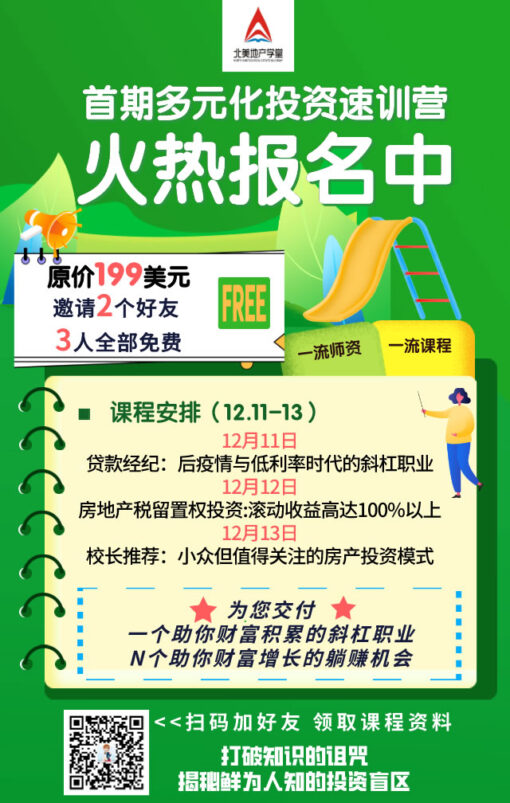 北美地产学堂
首期多元化投资速训营
火热报名中
原价199美元
邀请2个好友
3人全部免费
FREE
一流师资
一流课程
课程安排（12.11-13）
12月11日
贷款经纪：后疫情与低利率时代的斜杠职业
12月12日
房地产税留置权投资:滚动收益高达100%以上
12月13日
校长推荐：小众但值得关注的房产投资模式
为您交付
一个助你财富积累的斜杠职业
N个助你财富增长的躺赚机会
<<扫码加好友 领取课程资料
打破知识的诅咒
揭秘鲜为人知的投资盲区